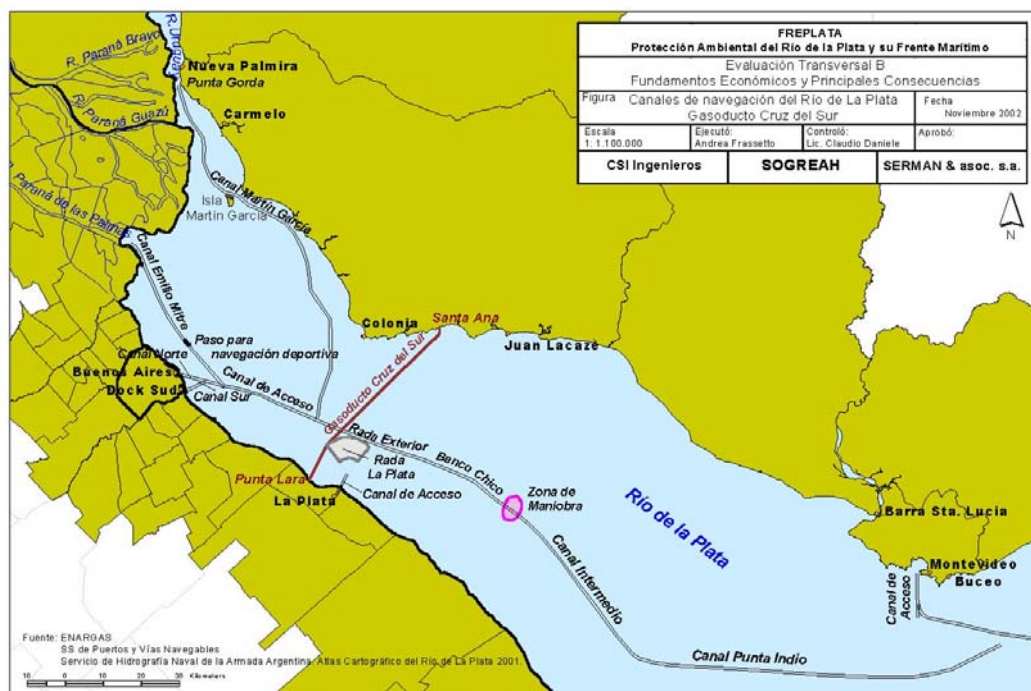 FREPLATA
Protección Ambiental del Río de la Plata y su Frente Marítimo
Evaluación Transversal B
Fundamentos Económicos y Principales Consecuencias
Figura Canales de navegación del Río de La Plata
Gasoducto Cruz del Sur
Fecha
Noviembre 2002
Escala
1: 1.100.000
Ejecutó:
Andrea Frassetto
Controló:
Lic. Claudio Daniele
Aprobó:
CSI Ingenieros
SOGREAH
SERMAN & asoc. s.a.
N
R. Uruguay
R. Paraná Bravo
Nueva Palmira
Punta Gorda
R. Paraná Guazú
Carmelo
Paraná de las Palmas
Canal Martín García
Isla
Martín García
Canal Emilio Mitre
Paso para
navegación deportiva
Colonia
Santa Ana
Juan Lacaze
Canal Norte
Buenos Aires
Dock Sud
Canal Sur
Canal de Acceso
Gasoducto Cruz del Sur
Rada Exterior
Banco Chico
Rada
La Plata
Punta Lara
La Plata
Canal de Acceso
Zona de
Maniobra
Río de la Plata
Canal Intermedio
Barra Sta. Lucia
Montevideo
Buceo
Canal de
Acceso
Canal Punta Indio
Fuente: ENARGAS
SS de Puertos y Vías Navegables
Servicio de Hidrografía Naval de la Armada Argentina. Atlas Cartográfico del Río de La Plata 2001.
10 0 10 20 30 Kilometers